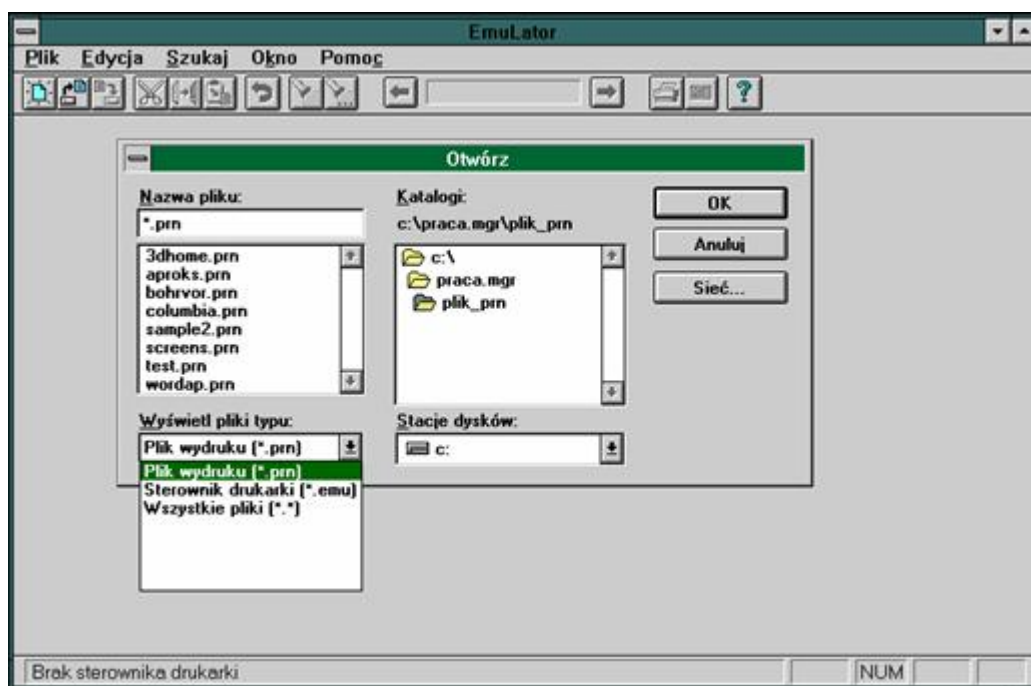 EmuLator
Plik Edycja Szukaj Okno Pomoc
Otwórz
Nazwa pliku:
*.prn
3dhome.prn
aproks.prn
bohrvor.prn
columbia.prn
sample2.prn
screens.prn
test.prn
wordap.prn
Wyświetl pliki typu:
Plik wydruku (*.prn)
Plik wydruku (*.prn)
Sterownik drukarki (*.emu)
Wszystkie pliki (*.*)
Katalogi:
c:\praca.mgr\plik_prn
c:\
praca.mgr
plik_prn
Stacje dysków:
c:
OK
Anuluj
Sieć...
Brak sterownika drukarki
NUM